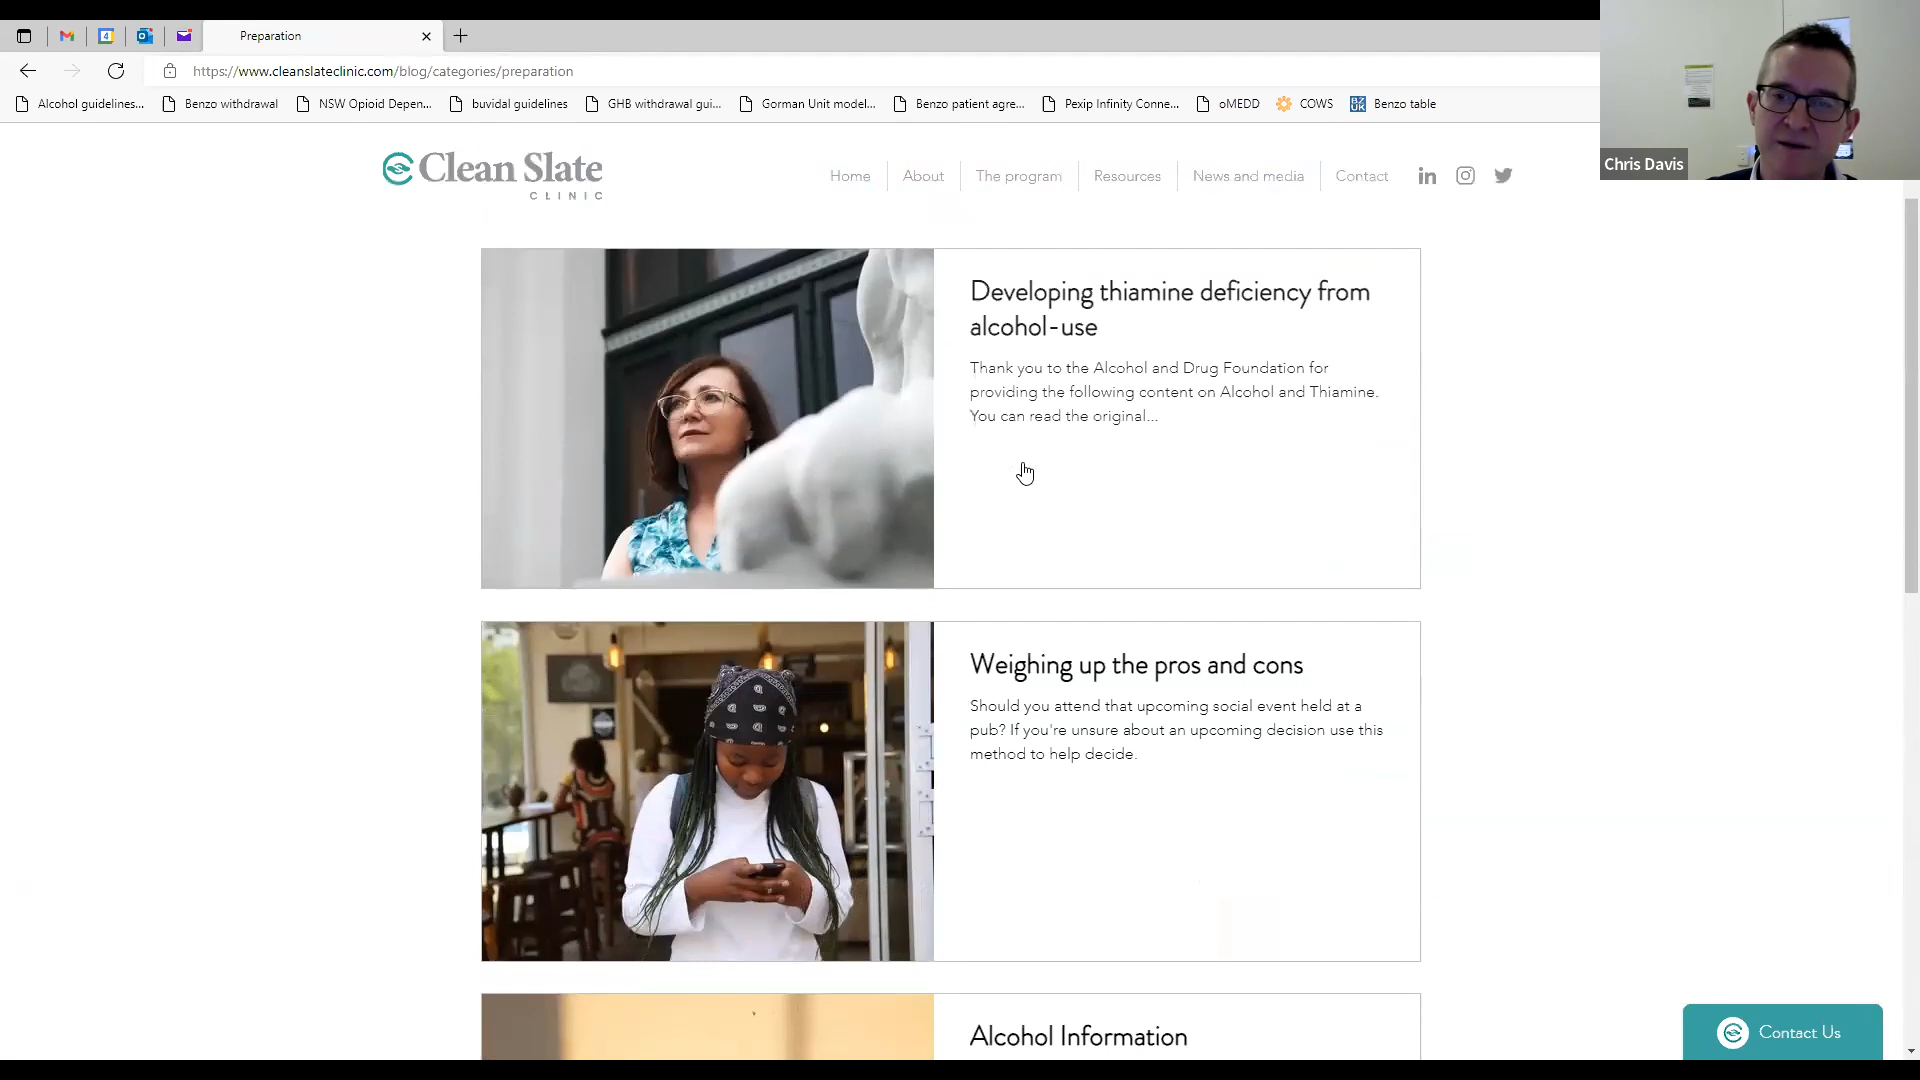 Preparation
https://www.cleanslateclinic.com/blog/categories/preparation
Alcohol guidelines... Benzo withdrawal NSW Opioid Depen... buvidal guidelines GHB withdrawal gui... Gorman Unit model... Benzo patient agre... Pexip Infinity Conne... oMEDD COWS Benzo table
Chris Davis
Clean Slate
CLINIC
Home About The program Resources News and media Contact
Developing thiamine deficiency from
alcohol-use
Thank you to the Alcohol and Drug Foundation for
providing the following content on Alcohol and Thiamine.
You can read the original...
Weighing up the pros and cons
Should you attend that upcoming social event held at a
pub? If you're unsure about an upcoming decision use this
method to help decide.
Alcohol Information
Contact Us